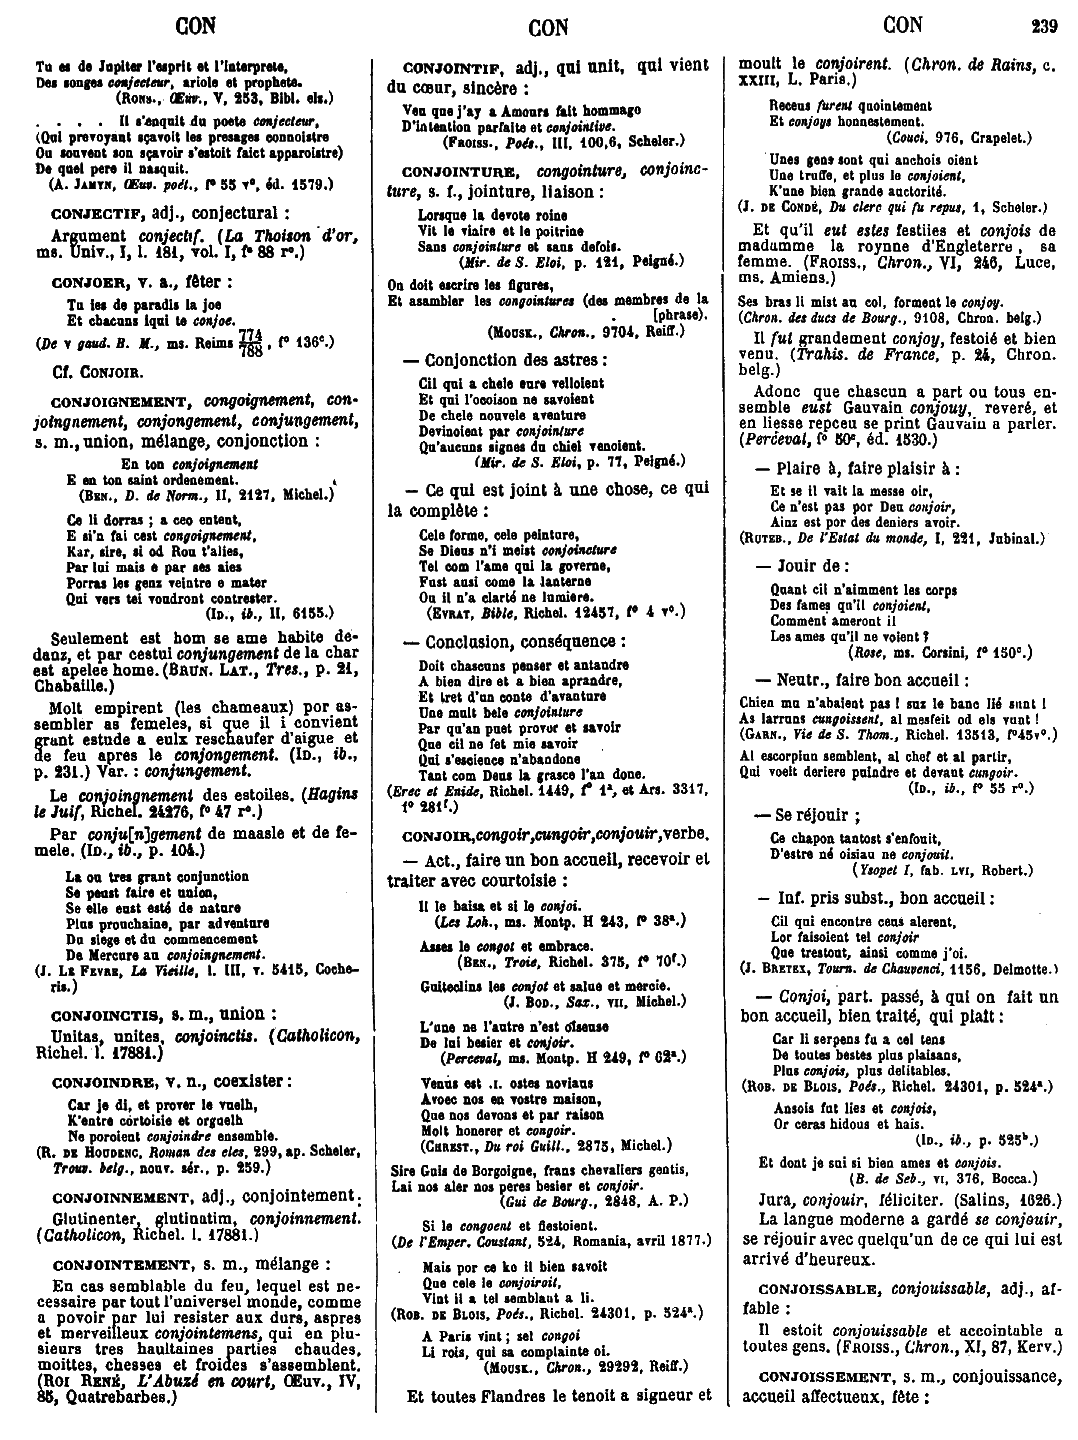 CON
CON
CON
239
Tu es de Jupiter l'esprit et l'interprete,
Des songes conjecteur, ariole et prophete.
(RONS., Œuv., V, 253, Bibl. elz.)
. . . . Il s'enquit du poete conjecteur,
(Qui prevoyant sçavoit les presages connoistre
Ou souvent son sçavoir s'estoit faict apparoistre)
De quel pere il nasquit.
(A. JAMYN, Œuv. poét., f° 55 v°, éd. 1579.)
CONJECTIF, adj., conjectural :
Argument conjectif. (La Thoison d'or,
ms. Univ., I, l. 181, vol. I, f° 88 r°.)
CONJOER, v. a., fêter :
Tu ies de paradis la joe
Et chacuns iqui te conjoe.
(De v gaud. B. M., ms. Reims 774/788, f° 136c.)
Cf. CONJOIR.
CONJOIGNEMENT, congoignement, con-
joingnement, conjongement, conjungement,
s. m., union, mélange, conjonction :
En ton conjoignement
E en ton saint ordenement.
(BEN., D. de Norm., II, 2127, Michel.)
Ce li dorras ; a ceo entent,
E si'n fai cest congoignement,
Kar, sire, si od Rou t'alies,
Par lui mais e par ses aies
Porras les genz veintre e mater
Qui vers tei voudront contrester.
(ID., ib., II, 6155.)
Seulement est hom se ame habite de-
danz, et par cestui conjungement de la char
est apelee home. (BRUN. LAT., Tres., p. 21,
Chabaille.)
Molt empirent (les chameaux) por as-
sembler as femeles, si que il i convient
grant estude a eulx reschaufer d'aigue et
de feu apres le conjongement. (ID., ib.,
p. 231.) Var. : conjungement.
Le conjoingnement des estoiles. (Hagins
le Juif, Richel. 24276, f° 47 r°.)
Par conju[n]gement de maasle et de fe-
mele. (ID., ib., p. 104.)
La ou tres grant conjunction
Se peust faire et union,
Se elle eust esté de nature
Plus prouchaine, par adventure
Du siege et du commencement
De Mercure au conjoingnement.
(J. LE FEVRE, La Vieille, l. III, v. 5415, Coche-
ris.)
CONJOINCTIS, s. m., union :
Unitas, unites, conjoinctis. (Catholicon,
Richel. l. 17881.)
CONJOINDRE, v. n., coexister :
Car je di, et prover le vuelh,
K'entre cortoisie et orguelh
Ne poroient conjoindre ensemble.
(R. DE HOUDENC, Roman des eles, 299, ap. Scheler,
Trouv. belg., nouv. sér., p. 259.)
CONJOINNEMENT, adj., conjointement :
Glutinenter, glutinatim, conjoinnement.
(Catholicon, Richel. l. 17881.)
CONJOINTEMENT, s. m., mélange :
En cas semblable du feu, lequel est ne-
cessaire par tout l'universel monde, comme
a povoir par lui resister aux durs, aspres
et merveilleux conjointemens, qui en plu-
sieurs tres haultaines parties chaudes,
moittes, chesses et froides s'assemblent.
(ROI RENÉ, L'Abuzé en court, Œuv., IV,
85, Quatrebarbes.)
CONJOINTIF, adj., qui unit, qui vient
du cœur, sincère :
Veu que j'ay a Amours fait hommage
D'intention parfaite et conjointive.
(FROISS., Poés., III, 100,6, Scheler.)
CONJOINTURE, congointure, conjoinc-
ture, s. f., jointure, liaison :
Lorsque la devote roine
Vit le viaire et le poitrine
Sans conjointure et sans defois.
(Mir. de S. Eloi, p. 121, Peigné.)
On doit escrire les figures,
Et asambler les congointures (des membres de la
[phrase).
(MOUSK., Chron., 9704, Reiff.)
— Conjonction des astres :
Cil qui a chele eure velloient
Et qui l'ocoison ne savoient
De chele nouvele aventure
Devinoient par conjointure
Qu'aucuns signes du chiel venoient.
(Mir. de S. Eloi, p. 77, Peigné.)
— Ce qui est joint à une chose, ce qui
la complète :
Cele forme, cele peinture,
Se Dieus n'i meist conjoincture
Tel com l'ame qui la governe,
Fust ausi come la lanterne
Ou il n'a clarté ne lumiere.
(EVRAT, Bible, Richel. 12457, f° 4 v°.)
— Conclusion, conséquence :
Doit chascuns penser et antandre
A bien dire et a bien aprandre,
Et tret d'un conte d'avanture
Une mult bele conjointure
Par qu'an puet prover et savoir
Que cil ne fet mie savoir
Qui s'escience n'abandone
Tant com Deus la grasce l'an done.
(Erec et Enide, Richel. 1449, f° 1a, et Ars. 3317,
f° 281f.)
CONJOIR, congoir, cungoir, conjouir, verbe.
— Act., faire un bon accueil, recevoir et
traiter avec courtoisie :
Il le baisa et si le conjoi.
(Les Loh., ms. Montp. H 243, f° 38a.)
Asses le congot et embrace.
(BEN., Troie, Richel. 375, f° 70f.)
Guiteclins les conjot et salue et mercie.
(J. BOD., Sax., VII, Michel.)
L'une ne l'autre n'est oiseuse
De lui besier et conjoir.
(Perceval, ms. Montp. H 249, f° 62a.)
Venus est .I. ostes novians
Avoec nos en vostre maison,
Que nos devons et par raison
Molt honerer et congoir.
(CHREST., Du roi Guill., 2875, Michel.)
Sire Guis de Borgoigne, frans chevaliers gentis,
Lai nos aler nos peres besier et conjoir.
(Gui de Bourg., 2848, A. P.)
Si le congoent et fiestoient.
(De l'Emper. Coustant, 524, Romania, avril 1877.)
Mais por ce ko il bien savoit
Que cele le conjoiroit,
Vint il a tel semblant a li.
(ROB. DE BLOIS, Poés., Richel. 24301, p. 524a.)
A Paris vint ; sel congoi
Li rois, qui sa complainte oi.
(MOUSK., Chron., 29292, Reiff.)
Et toutes Flandres le tenoit a signeur et
moult le conjoirent. (Chron. de Rains, c.
XXIII, L. Paris.)
Receus furent quointement
Et conjoys honnestement.
(Couci, 976, Crapelet.)
Unes gens sont qui anchois oient
Une truffe, et plus le conjoient,
K'une bien grande auctorité.
(J. DE CONDÉ, Du clerc qui fu repus, 1, Scheler.)
Et qu'il eut estes festiies et conjois de
madamme la roynne d'Engleterre, sa
femme. (FROISS., Chron., VI, 246, Luce,
ms. Amiens.)
Ses bras li mist au col, forment le conjoy.
(Chron. des ducs de Bourg., 9108, Chron. belg.)
Il fut grandement conjoy, festoié et bien
venu. (Trahis. de France, p. 24, Chron.
belg.)
Adonc que chascun a part ou tous en-
semble eust Gauvain conjouy, reveré, et
en liesse repceu se print Gauvain a parler.
(Perceval, f° 50c, éd. 1530.)
— Plaire à, faire plaisir à :
Et se il vait la messe oir,
Ce n'est pas por Deu conjoir,
Ainz est por des deniers avoir.
(RUTEB., De l'Estat du monde, I, 221, Jubinal.)
— Jouir de :
Quant cil n'aimment les corps
Des fames qu'il conjoient,
Comment ameront il
Les ames qu'il ne voient ?
(Rose, ms. Corsini, f° 150c.)
— Neutr., faire bon accueil :
Chien ma n'abaient pas ! suz le banc lié sunt !
As larruns cungoissent, al mesfeit od els vunt !
(GARN., Vie de S. Thom., Richel. 13513, f°45v°.)
Al escorpiun semblent, al chef et al partir,
Qui voelt deriere puindre et devant cungoir.
(ID., ib., f° 55 r°.)
— Se réjouir ;
Ce chapon tantost s'enfouit,
D'estre né oisiau ne conjouit.
(Ysopet I, fab. LVI, Robert.)
— Inf. pris subst., bon accueil :
Cil qui encontre ceus alerent,
Lor faisoient tel conjoir
Que trestout, ainsi comme j'oi.
(J. BRETEX, Tourn. de Chauvenci, 1156, Delmotte.)
— Conjoi, part. passé, à qui on fait un
bon accueil, bien traité, qui plaît :
Car li serpens fu a cel tens
De toutes bestes plus plaisans,
Plus conjois, plus delitables.
(ROB. DE BLOIS, Poés., Richel. 24301, p. 524a.)
Ansois fut lies et conjois,
Or ceras hidous et hais.
(ID., ib., p. 525b.)
Et dont je sui si bien ames et conjois.
(B. de Seb., VI, 376, Bocca.)
Jura, conjouir, féliciter. (Salins, 1626.)
La langue moderne a gardé se conjouir,
se réjouir avec quelqu'un de ce qui lui est
arrivé d'heureux.
CONJOISSABLE, conjouissable, adj., af-
fable :
Il estoit conjouissable et accointable a
toutes gens. (FROISS., Chron., XI, 87, Kerv.)
CONJOISSEMENT, s. m., conjouissance,
accueil affectueux, fête :